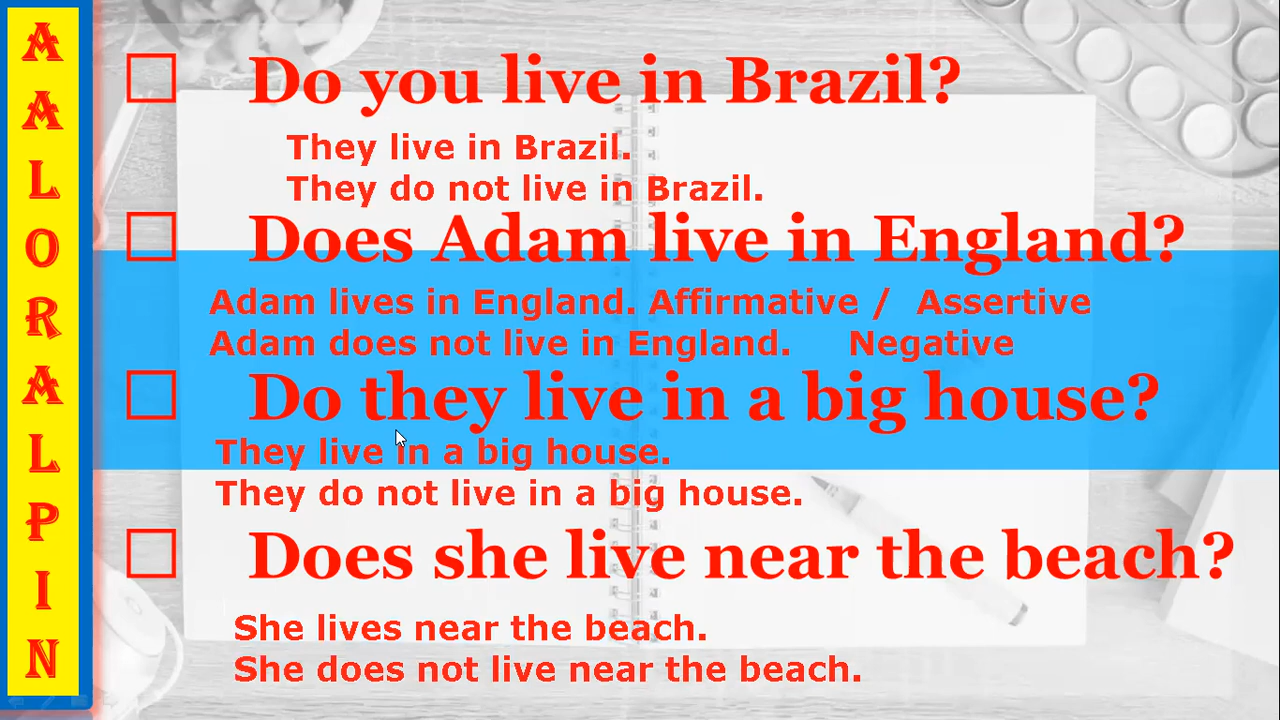 AALORALPIN
☐ Do you live in Brazil?
They live in Brazil.
They do not live in Brazil.
☐ Does Adam live in England?
Adam lives in England. Affirmative / Assertive
Adam does not live in England. Negative
☐ Do they live in a big house?
They live in a big house.
They do not live in a big house.
☐ Does she live near the beach?
She lives near the beach.
She does not live near the beach.